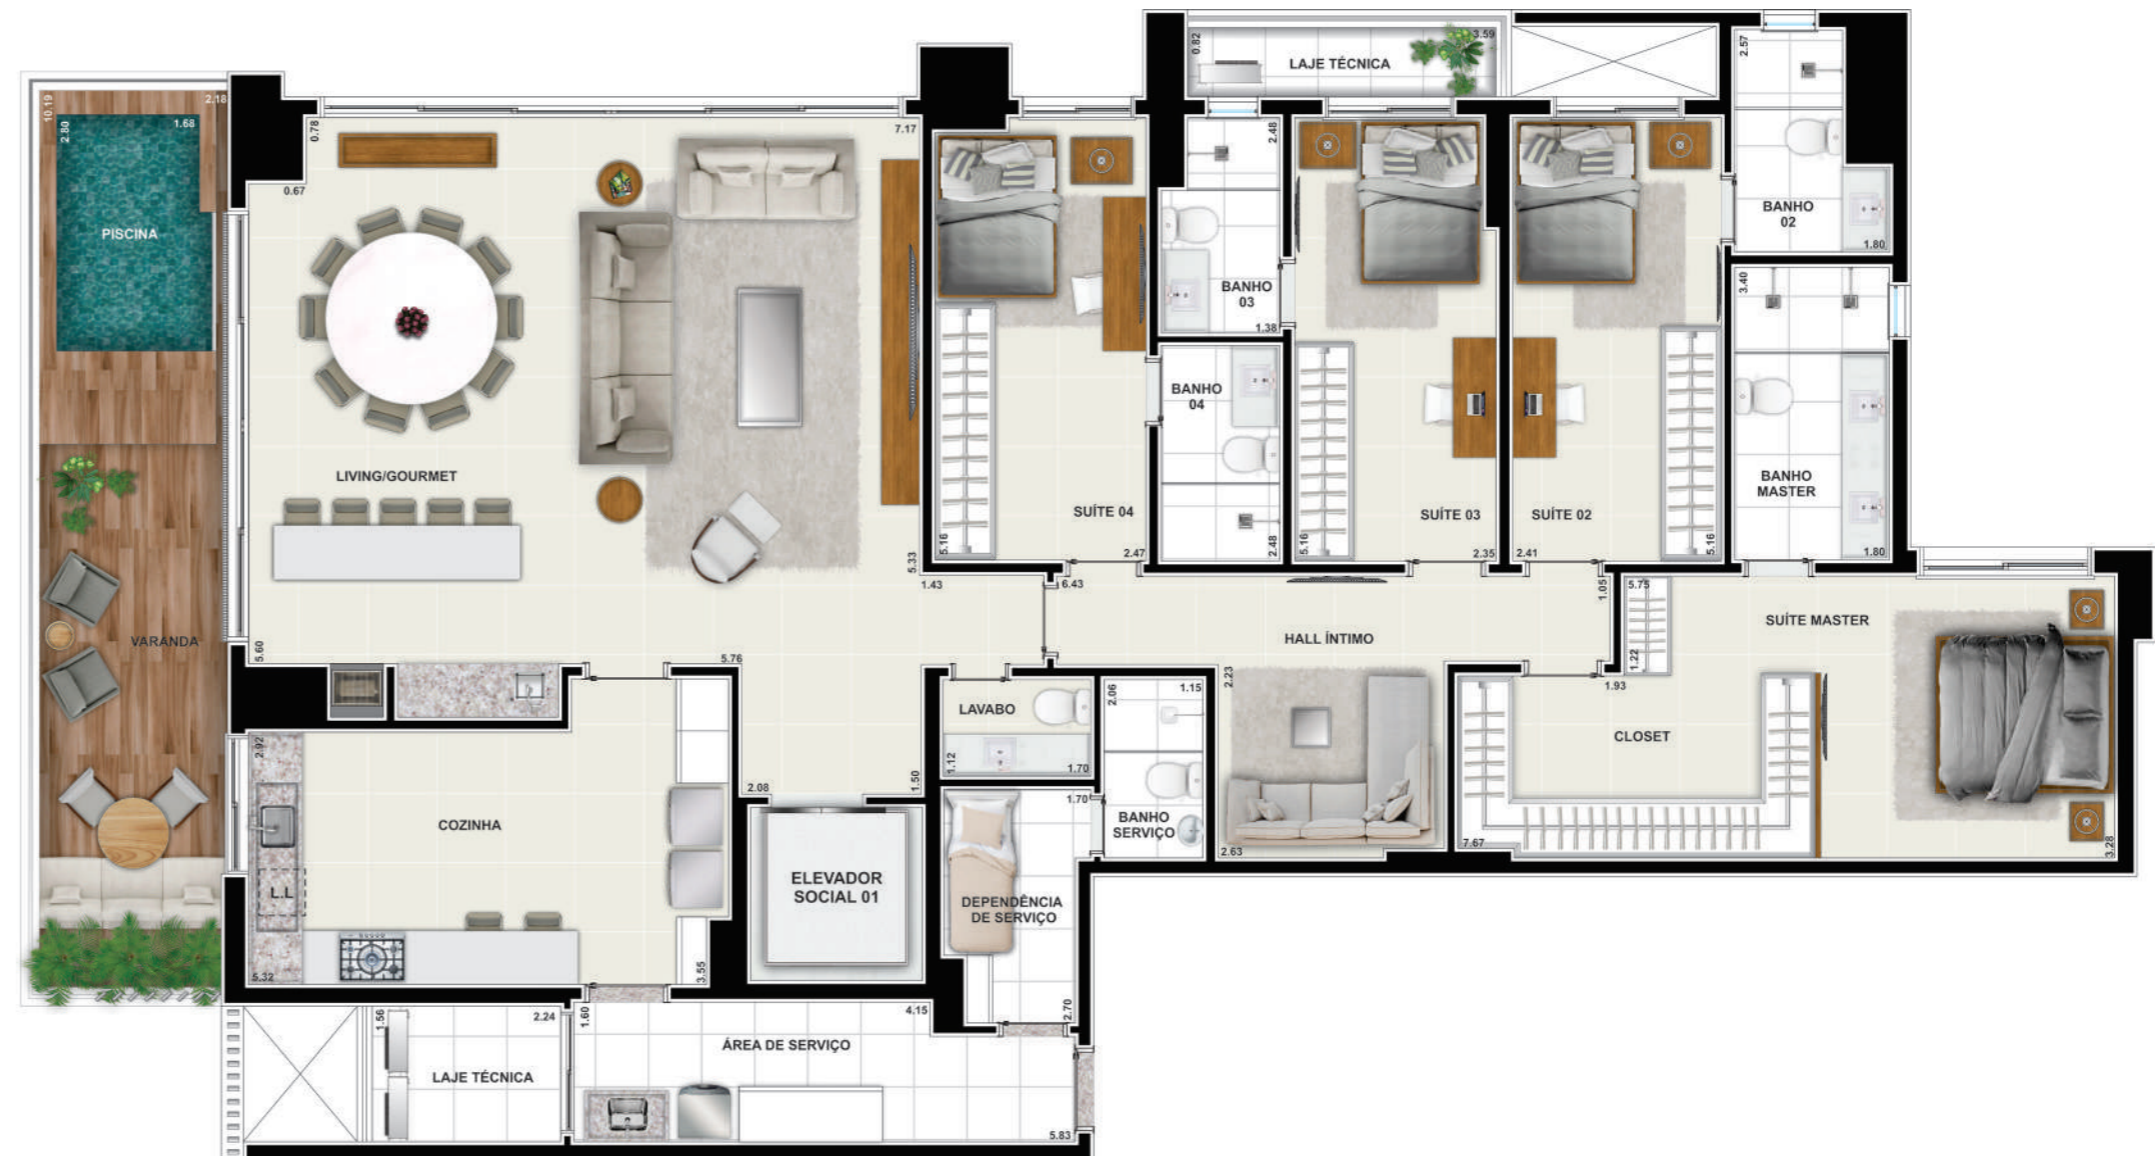 0.82
LAJE TÉCNICA
3.59
2.57
10.19
2.18
2.80
1.68
PISCINA
0.78
0.67
7.17
2.48
BANHO
03
1.38
BANHO
02
1.80
3.40
BANHO
04
2.48
LIVING/GOURMET
5.33
1.43
SUÍTE 04
5.16
2.47
SUÍTE 03
5.16
2.35
SUÍTE 02
2.41
5.16
BANHO
MASTER
1.80
VARANDA
5.60
5.76
6.43
HALL ÍNTIMO
1.05
5.75
1.22
SUÍTE MASTER
1.93
2.23
2.63
CLOSET
7.67
3.28
LAVABO
1.12
1.70
2.06
1.15
BANHO
SERVIÇO
2.92
COZINHA
L.L
5.32
3.55
2.08
1.50
ELEVADOR
SOCIAL 01
1.70
DEPENDÊNCIA
DE SERVIÇO
2.70
1.56
2.24
LAJE TÉCNICA
1.60
4.15
ÁREA DE SERVIÇO
5.83